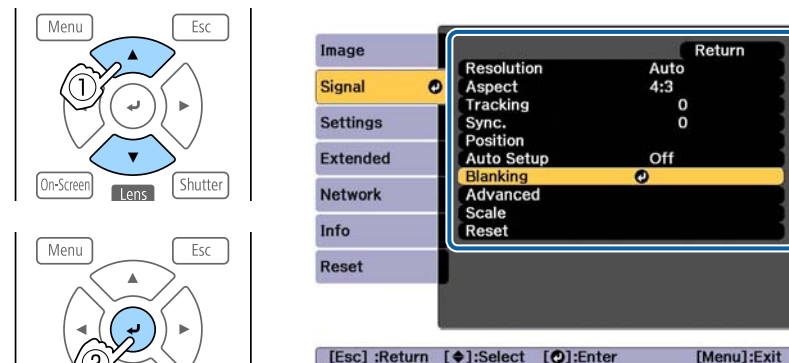 Menu
Esc
1
On-Screen
Lens
Shutter
Menu
Esc
2
Image
Signal
Settings
Extended
Network
Info
Reset
Return
Resolution Auto
Aspect 4:3
Tracking 0
Sync. 0
Position
Auto Setup Off
Blanking
Advanced
Scale
Reset
[Esc] :Return [◆]:Select [⏎]:Enter [Menu]:Exit